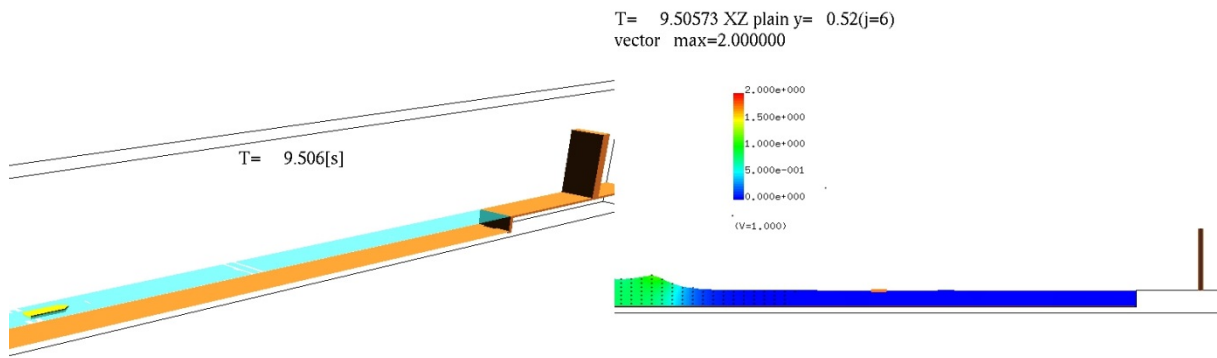 T= 9.50573 XZ plain y= 0.52(j=6)
vector max=2.000000
T= 9.506[s]
2.000e+000
1.500e+000
1.000e+000
5.000e-001
0.000e+000
(V=1.000)